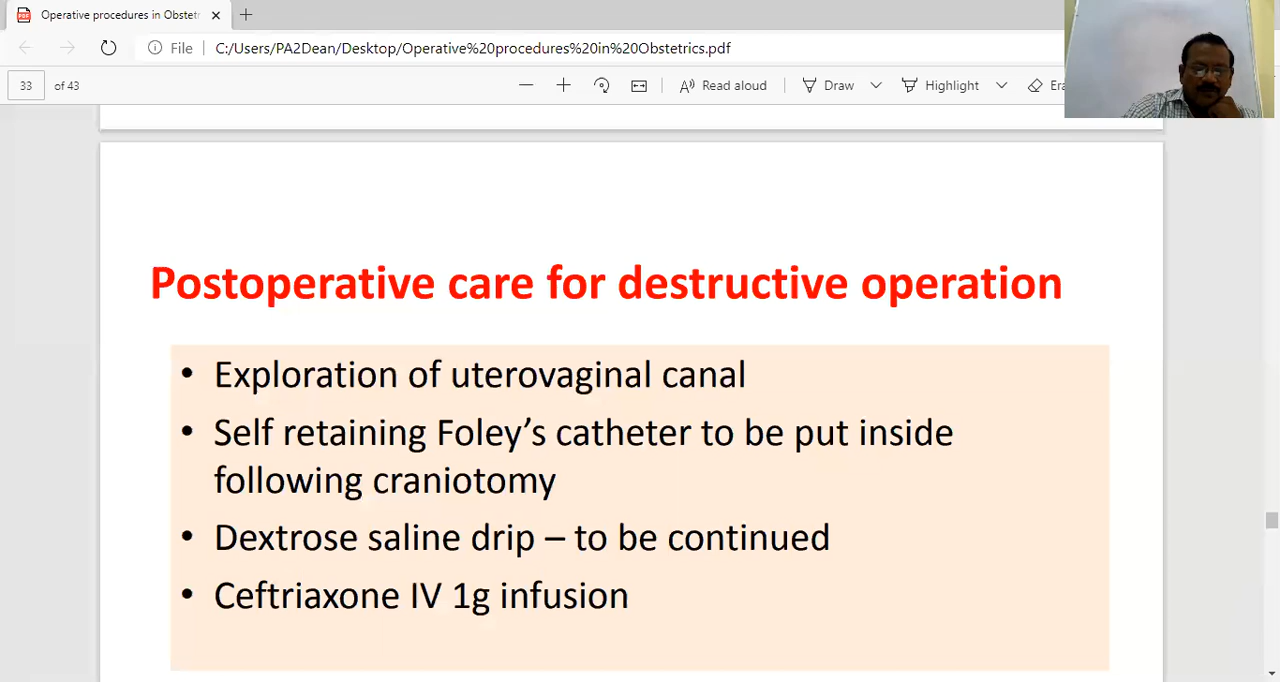 Operative procedures in Obstetr
File C:/Users/PA2Dean/Desktop/Operative%20procedures%20in%20Obstetrics.pdf
33 of 43 Read aloud Draw Highlight Era
Postoperative care for destructive operation
• Exploration of uterovaginal canal
• Self retaining Foley’s catheter to be put inside
following craniotomy
• Dextrose saline drip – to be continued
• Ceftriaxone IV 1g infusion